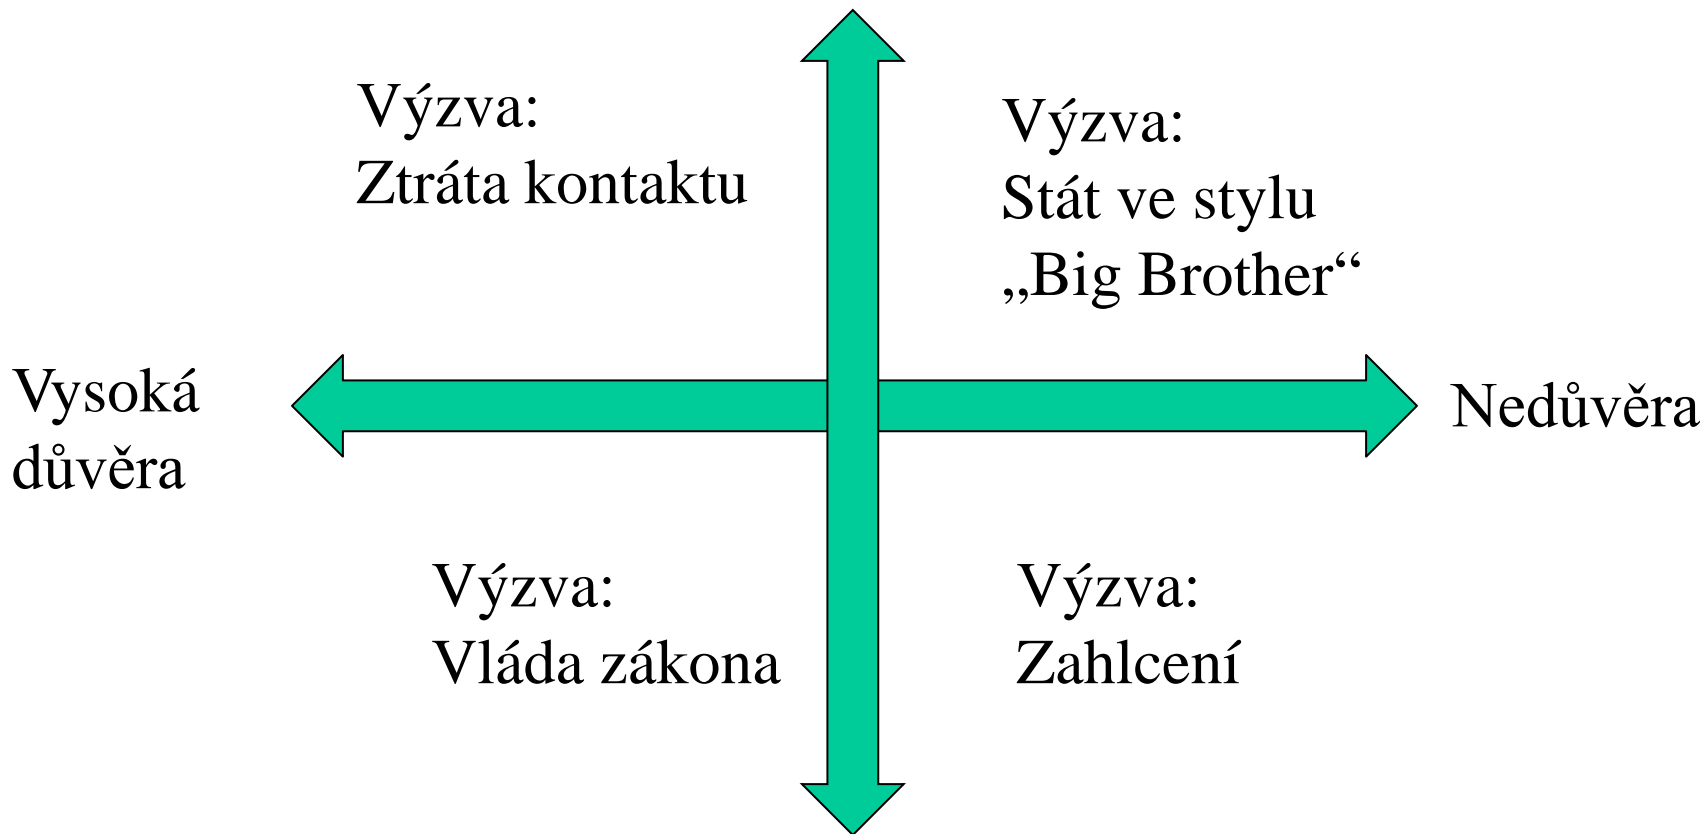 Výzva:
Ztráta kontaktu
Výzva:
Stát ve stylu
„Big Brother“
Vysoká
důvěra
Nedůvěra
Výzva:
Vláda zákona
Výzva:
Zahlcení